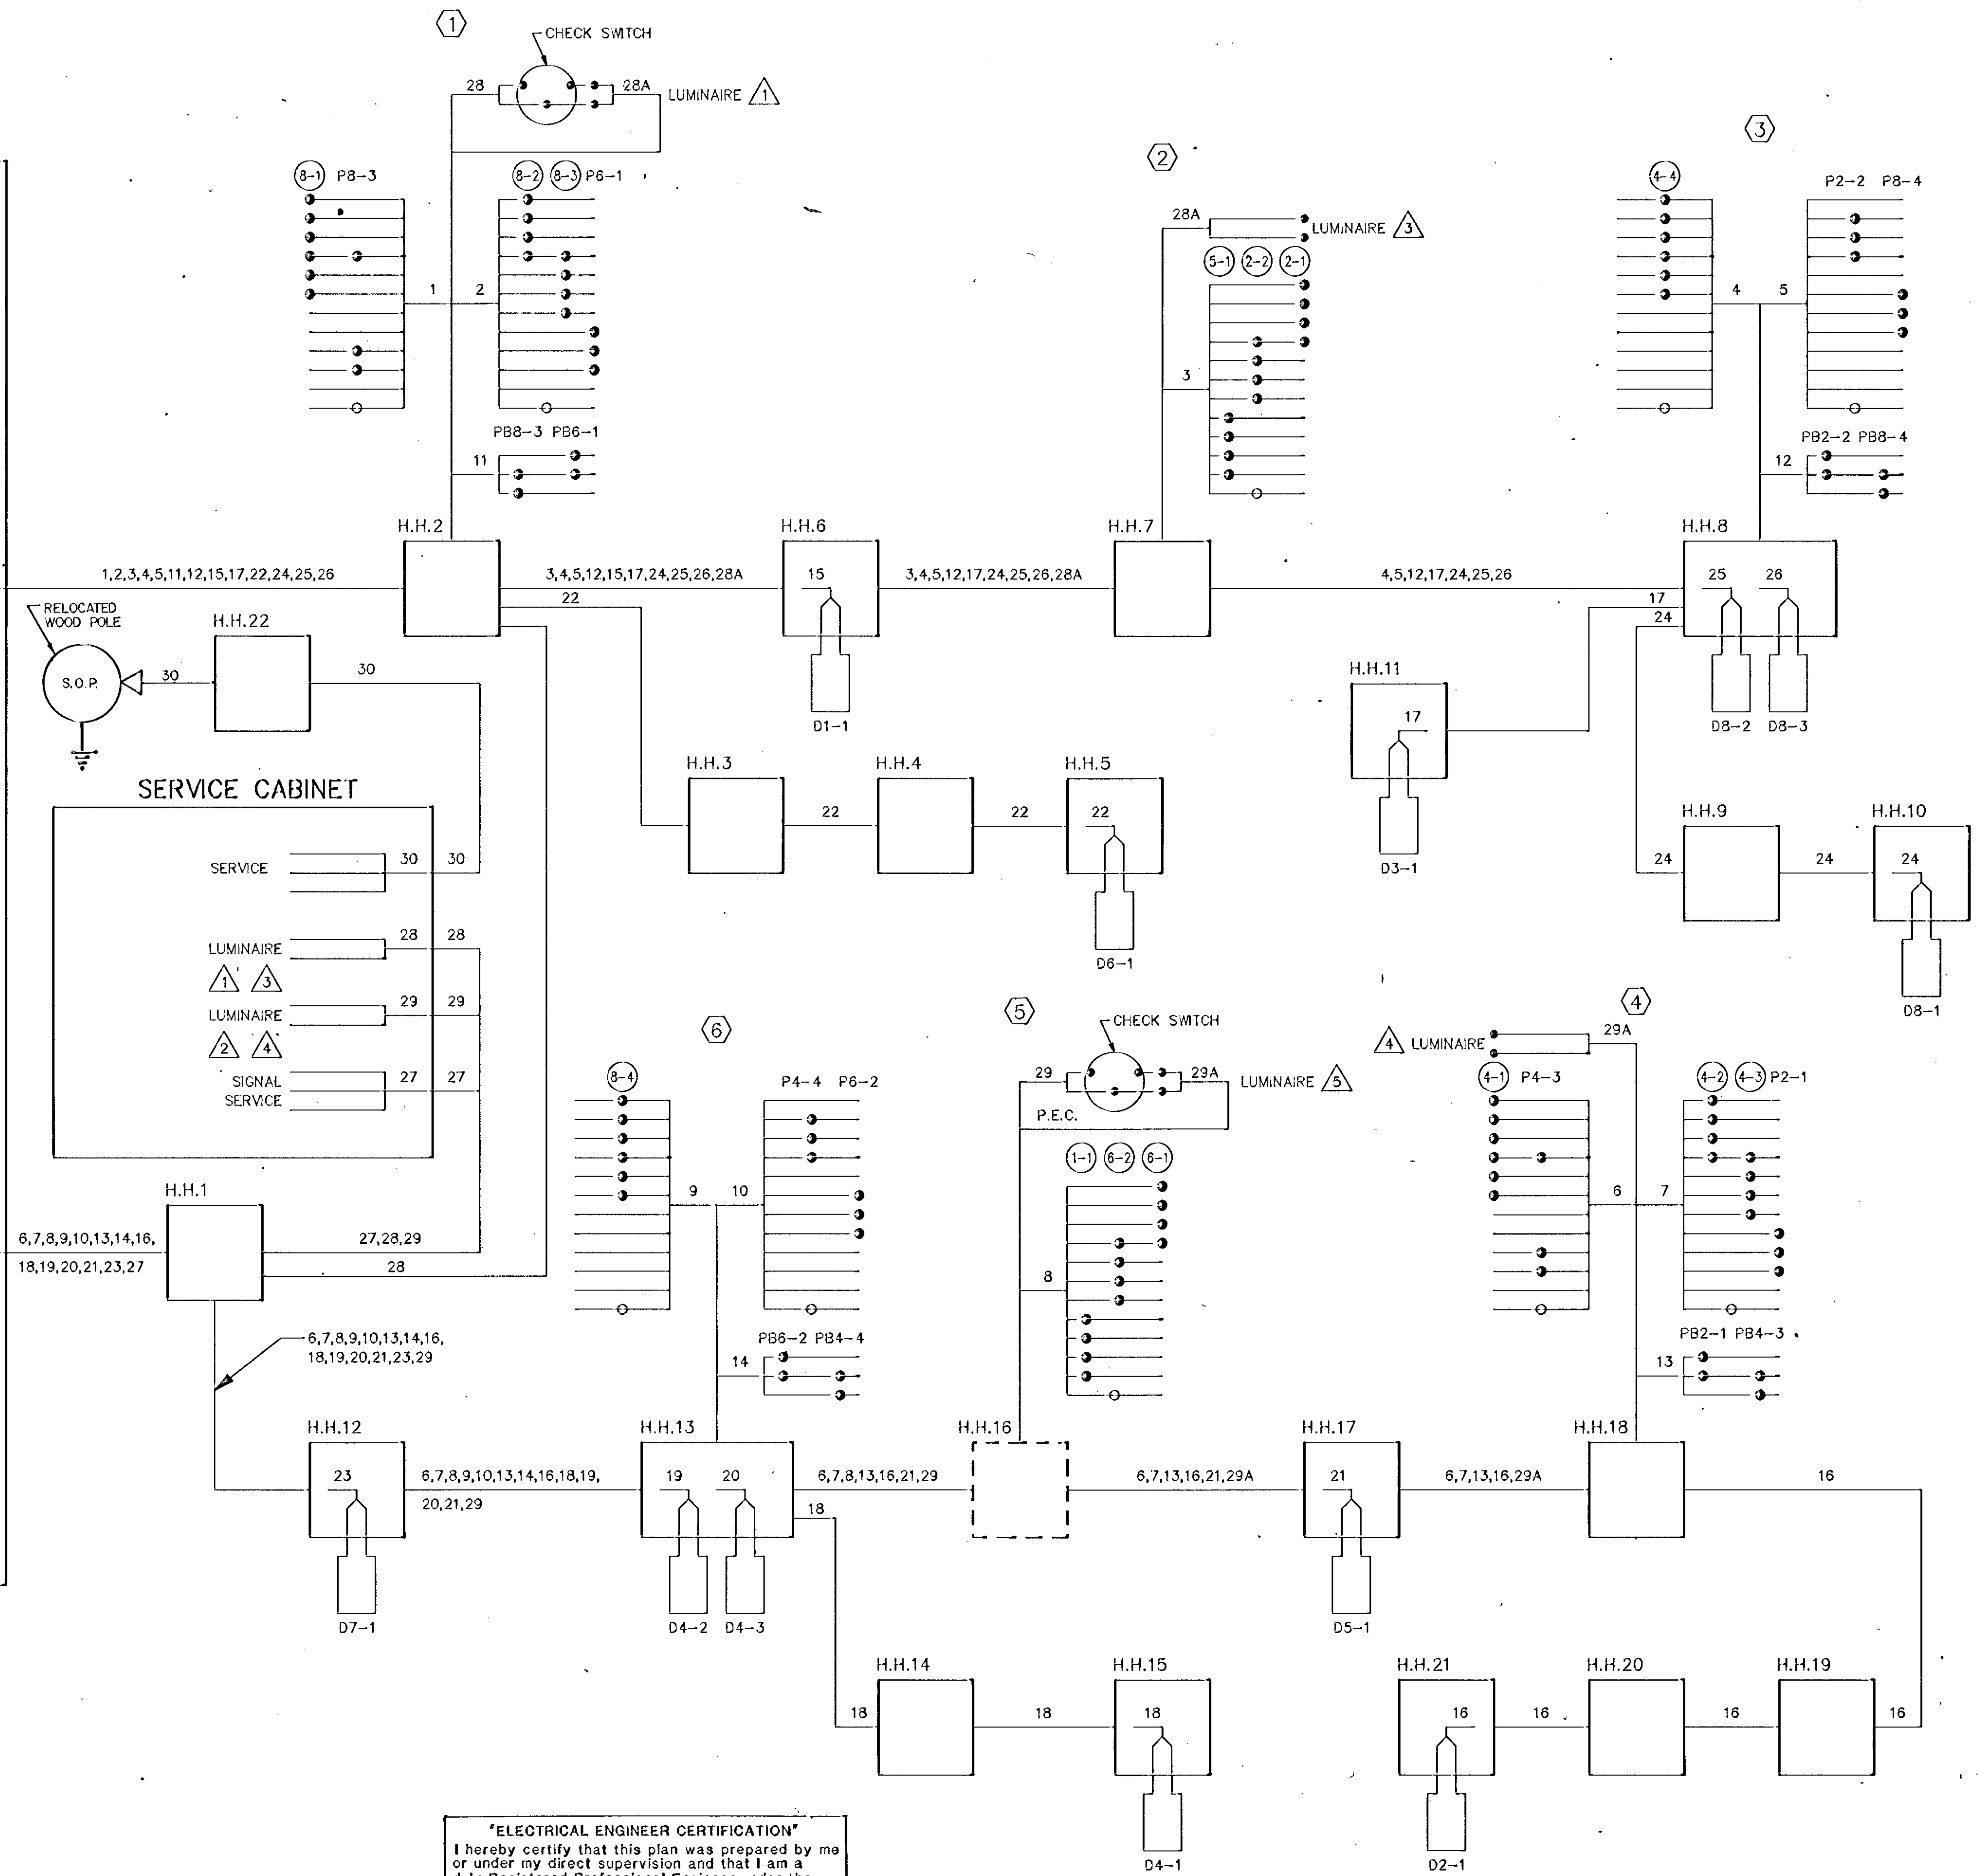 1
CHECK SWITCH
28
28A
LUMINAIRE 1
8-1 P8-3
8-2 8-3 P6-1
1
2
PB8-3 PB6-1
11
2
28A
LUMINAIRE 3
5-1 2-2 2-1
3
3
4-4
P2-2 P8-4
4
5
PB2-2 PB8-4
12
H.H.2
H.H.6
H.H.7
H.H.8
1,2,3,4,5,11,12,15,17,22,24,25,26
3,4,5,12,15,17,24,25,26,28A
15
3,4,5,12,17,24,25,26,28A
4,5,12,17,24,25,26
25
26
22
17
24
D1-1
D8-2
D8-3
RELOCATED
WOOD POLE
S.O.P.
30
H.H.22
30
H.H.11
17
D3-1
H.H.3
H.H.4
H.H.5
22
22
22
D6-1
H.H.9
H.H.10
24
24
24
D8-1
SERVICE CABINET
SERVICE
30
30
LUMINAIRE
28
28
1 3
LUMINAIRE
29
29
2 4
SIGNAL
SERVICE
27
27
6
8-4
P4-4 P6-2
9
10
PB6-2 PB4-4
14
5
CHECK SWITCH
29
29A
LUMINAIRE 5
P.E.C.
1-1 6-2 6-1
8
4
4 LUMINAIRE
29A
4-1 P4-3
4-2 4-3 P2-1
6
7
PB2-1 PB4-3
13
H.H.1
6,7,8,9,10,13,14,16,
18,19,20,21,23,27
27,28,29
28
6,7,8,9,10,13,14,16,
18,19,20,21,23,29
H.H.12
H.H.13
H.H.16
H.H.17
H.H.18
23
6,7,8,9,10,13,14,16,18,19,
20,21,29
19
20
6,7,8,13,16,21,29
6,7,13,16,21,29A
21
6,7,13,16,29A
16
18
D7-1
D4-2
D4-3
D5-1
H.H.14
H.H.15
H.H.21
H.H.20
H.H.19
18
18
18
16
16
16
16
D4-1
D2-1
"ELECTRICAL ENGINEER CERTIFICATION"
I hereby certify that this plan was prepared by me
or under my direct supervision and that I am a